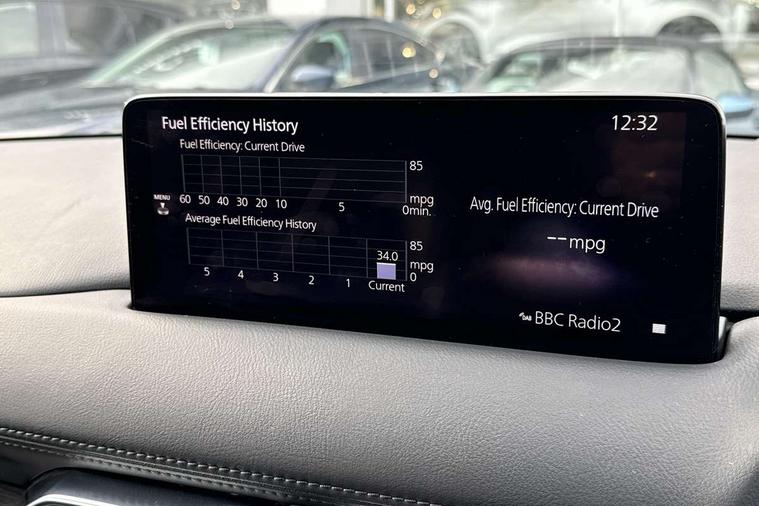 Fuel Efficiency History
12:32
Fuel Efficiency: Current Drive
85
mpg
MENU
60 50 40 30 20 10 5 0min.
Average Fuel Efficiency History
85
34.0
mpg
0
5 4 3 2 1 Current
Avg. Fuel Efficiency: Current Drive
--mpg
DAB BBC Radio2